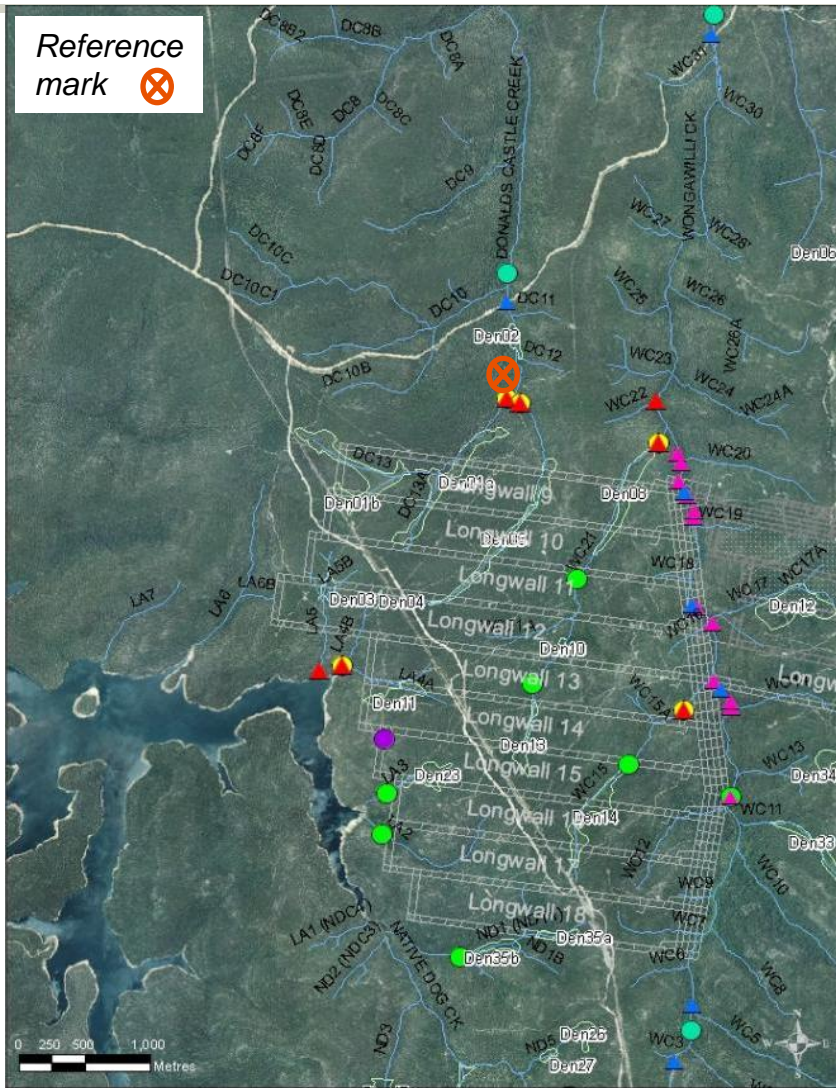 Reference
mark
DC8B2
DC8B
DC8A
DC8E
DC8
DC8C
DC8F
DC8D
DC9
DONALDS CASTLE CREEK
WC31
WC30
WONGAWILLI CK
WC27
WC28
DC10C
DC10C1
DC10
DC11
WC25
WC26
WC26A
Den02
DC12
DC10B
WC23
WC24
WC24A
WC22
DC13
WC20
Den01b
DC13A
Longwall 9
Den08
Longwall 10
WC19
WC21
LA5B
Longwall 11
WC18
WC17
WC17A
LA7
LA6
LA6B
Den03
Den04
Den12
LA5
LA4B
Longwall 12
Den10
LA4A
Longwall 13
WC15A
Den11
Longwall 14
Den13
Longwall 15
WC13
LA3
Den23
WC15
Den34
WC11
LA2
Den14
WC12
Den33
Longwall 17
WC10
WC9
Longwall 18
WC7
LA1 (NDC4)
ND2 (NDC3)
NATIVE DOG CK
Den35a
Den35b
ND1B
WC6
WC8
WC5
WC3
ND3
ND5
Den26
Den27
0 250 500 1,000
Metres